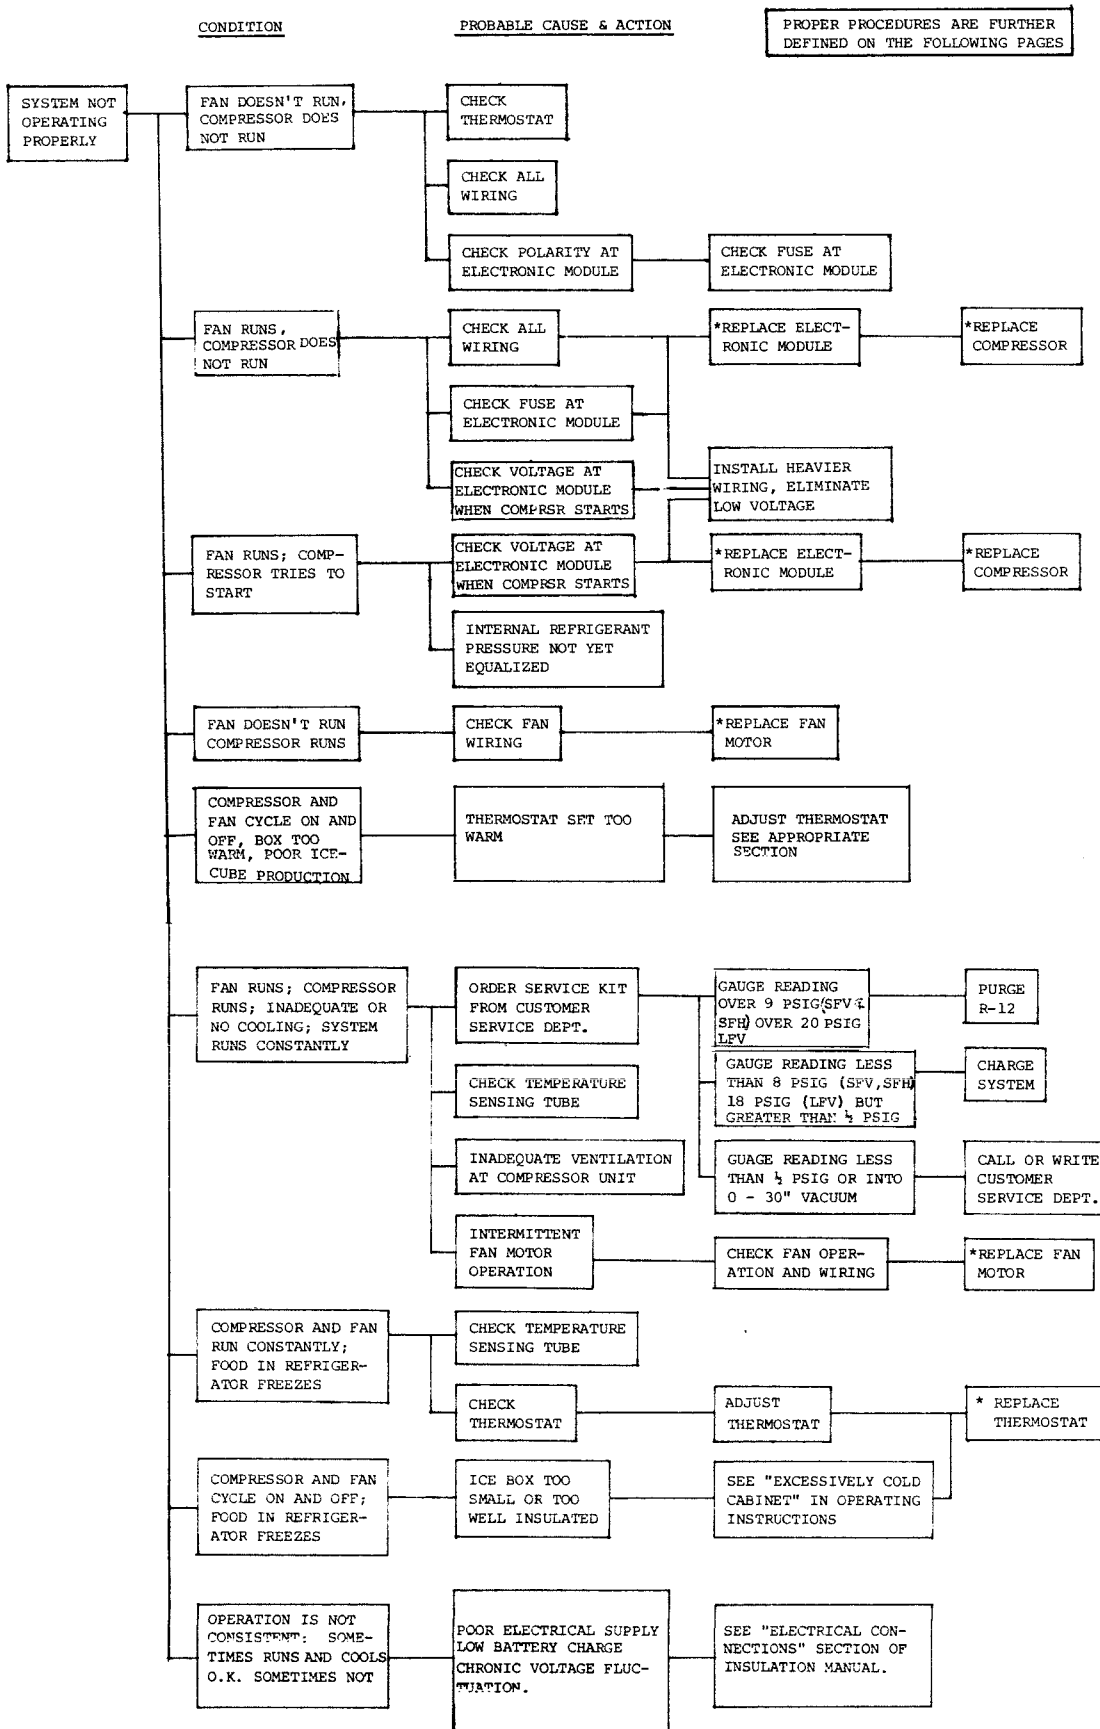 CONDITION
PROBABLE CAUSE & ACTION
PROPER PROCEDURES ARE FURTHER
DEFINED ON THE FOLLOWING PAGES
SYSTEM NOT
OPERATING
PROPERLY
FAN DOESN'T RUN,
COMPRESSOR DOES
NOT RUN
CHECK
THERMOSTAT
CHECK ALL
WIRING
CHECK POLARITY AT
ELECTRONIC MODULE
CHECK FUSE AT
ELECTRONIC MODULE
FAN RUNS,
COMPRESSOR DOES
NOT RUN
CHECK ALL
WIRING
*REPLACE ELECT-
RONIC MODULE
*REPLACE
COMPRESSOR
CHECK FUSE AT
ELECTRONIC MODULE
CHECK VOLTAGE AT
ELECTRONIC MODULE
WHEN COMPRSR STARTS
INSTALL HEAVIER
WIRING, ELIMINATE
LOW VOLTAGE
FAN RUNS; COMP-
RESSOR TRIES TO
START
CHECK VOLTAGE AT
ELECTRONIC MODULE
WHEN COMPRSR STARTS
*REPLACE ELECT-
RONIC MODULE
*REPLACE
COMPRESSOR
INTERNAL REFRIGERANT
PRESSURE NOT YET
EQUALIZED
FAN DOESN'T RUN
COMPRESSOR RUNS
CHECK FAN
WIRING
*REPLACE FAN
MOTOR
COMPRESSOR AND
FAN CYCLE ON AND
OFF, BOX TOO
WARM, POOR ICE-
CUBE PRODUCTION
THERMOSTAT SET TOO
WARM
ADJUST THERMOSTAT
SEE APPROPRIATE
SECTION
FAN RUNS; COMPRESSOR
RUNS; INADEQUATE OR
NO COOLING; SYSTEM
RUNS CONSTANTLY
ORDER SERVICE KIT
FROM CUSTOMER
SERVICE DEPT.
GAUGE READING
OVER 9 PSIG(SFV &
SFH) OVER 20 PSIG
LFV
PURGE
R-12
CHECK TEMPERATURE
SENSING TUBE
GAUGE READING LESS
THAN 8 PSIG (SFV,SFH)
18 PSIG (LFV) BUT
GREATER THAN ½ PSIG
CHARGE
SYSTEM
INADEQUATE VENTILATION
AT COMPRESSOR UNIT
GUAGE READING LESS
THAN ½ PSIG OR INTO
0 - 30" VACUUM
CALL OR WRITE
CUSTOMER
SERVICE DEPT.
INTERMITTENT
FAN MOTOR
OPERATION
CHECK FAN OPER-
ATION AND WIRING
*REPLACE FAN
MOTOR
COMPRESSOR AND FAN
RUN CONSTANTLY;
FOOD IN REFRIGER-
ATOR FREEZES
CHECK TEMPERATURE
SENSING TUBE
CHECK
THERMOSTAT
ADJUST
THERMOSTAT
* REPLACE
THERMOSTAT
COMPRESSOR AND FAN
CYCLE ON AND OFF;
FOOD IN REFRIGER-
ATOR FREEZES
ICE BOX TOO
SMALL OR TOO
WELL INSULATED
SEE "EXCESSIVELY COLD
CABINET" IN OPERATING
INSTRUCTIONS
OPERATION IS NOT
CONSISTENT: SOME-
TIMES RUNS AND COOLS
O.K. SOMETIMES NOT
POOR ELECTRICAL SUPPLY
LOW BATTERY CHARGE
CHRONIC VOLTAGE FLUC-
TUATION.
SEE "ELECTRICAL CON-
NECTIONS" SECTION OF
INSULATION MANUAL.